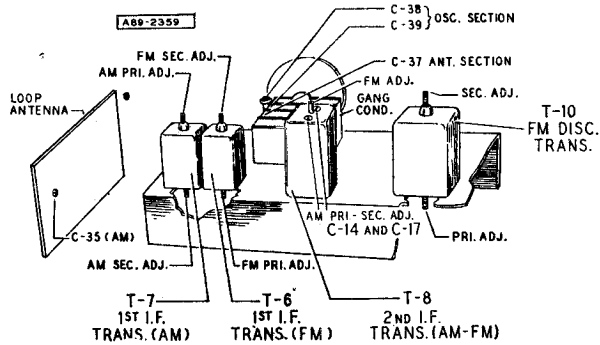 A89-2359
C-38
C-39
OSC. SECTION
FM SEC. ADJ.
AM PRI. ADJ.
C-37 ANT. SECTION
FM ADJ.
GANG
COND.
SEC. ADJ.
LOOP
ANTENNA
T-10
FM DISC.
TRANS.
C-35 (AM)
AM PRI - SEC. ADJ.
C-14 AND C-17
PRI. ADJ.
AM SEC. ADJ.
FM PRI. ADJ.
T-7
1ST I.F.
TRANS. (AM)
T-6
1ST I.F.
TRANS. (FM)
T-8
2ND I.F.
TRANS. (AM-FM)